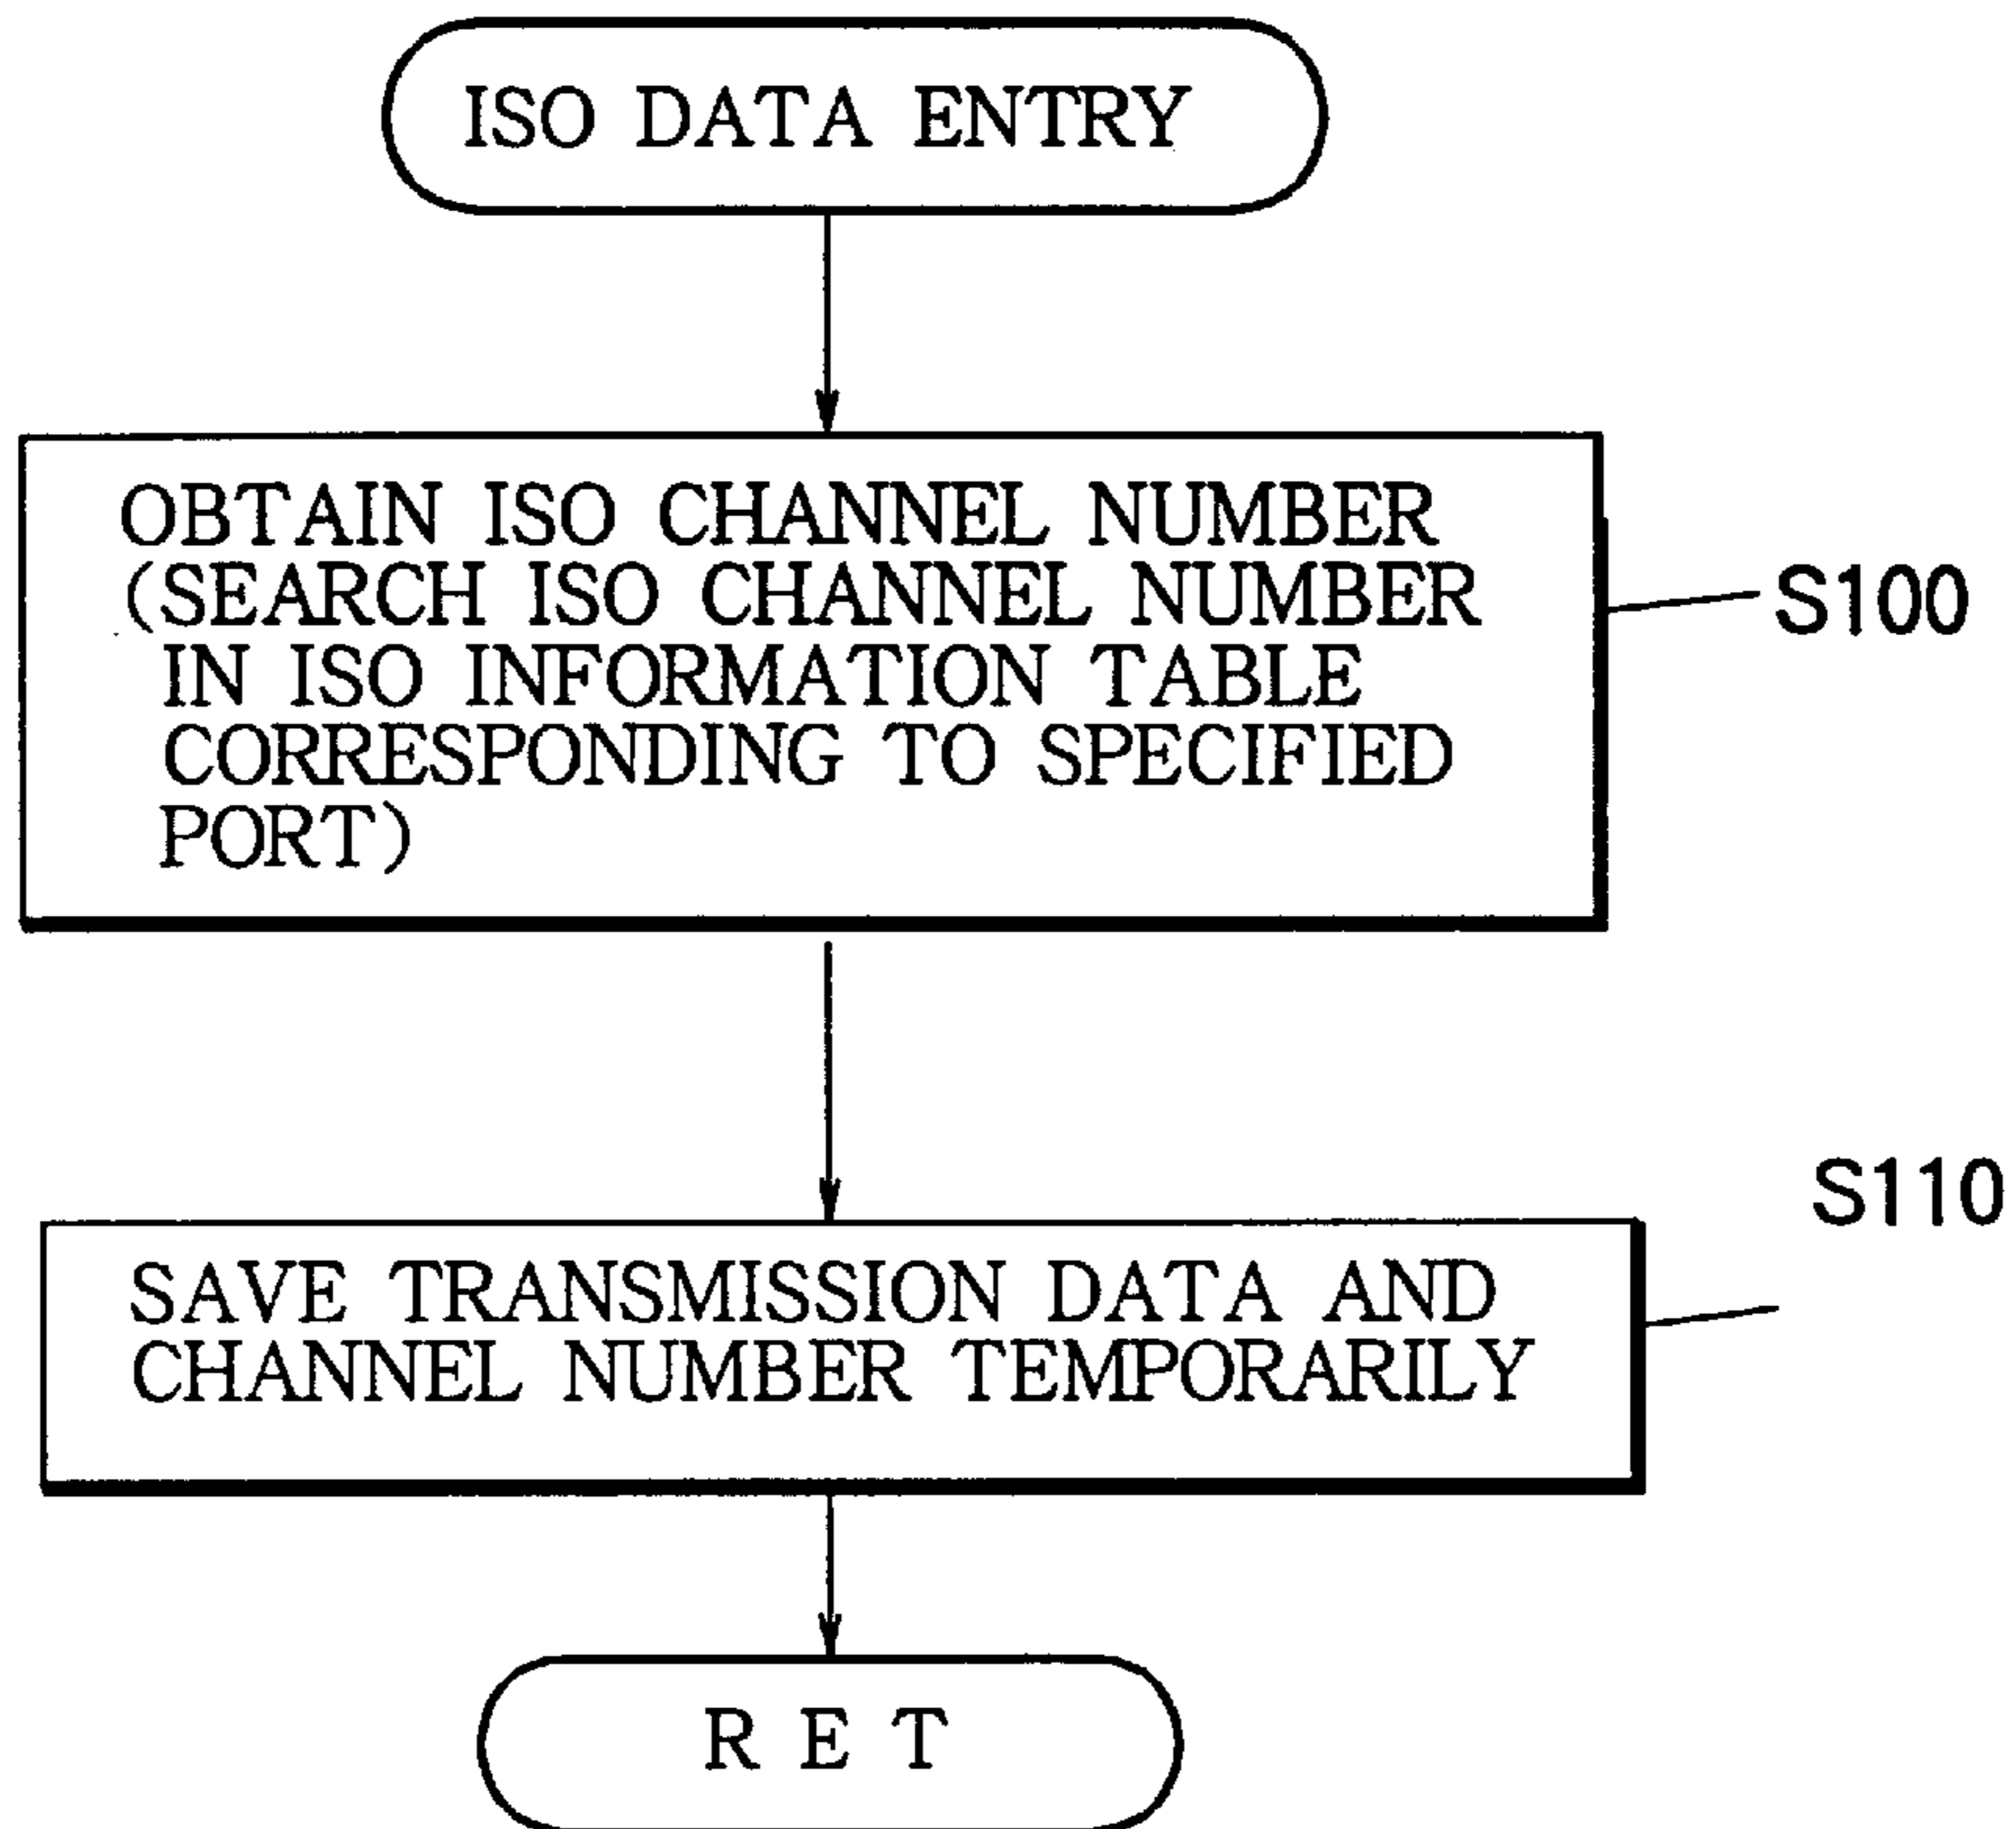 ISO DATA ENTRY
OBTAIN ISO CHANNEL NUMBER
(SEARCH ISO CHANNEL NUMBER
IN ISO INFORMATION TABLE
CORRESPONDING TO SPECIFIED
PORT)
S100
S110
SAVE TRANSMISSION DATA AND
CHANNEL NUMBER TEMPORARILY
R E T